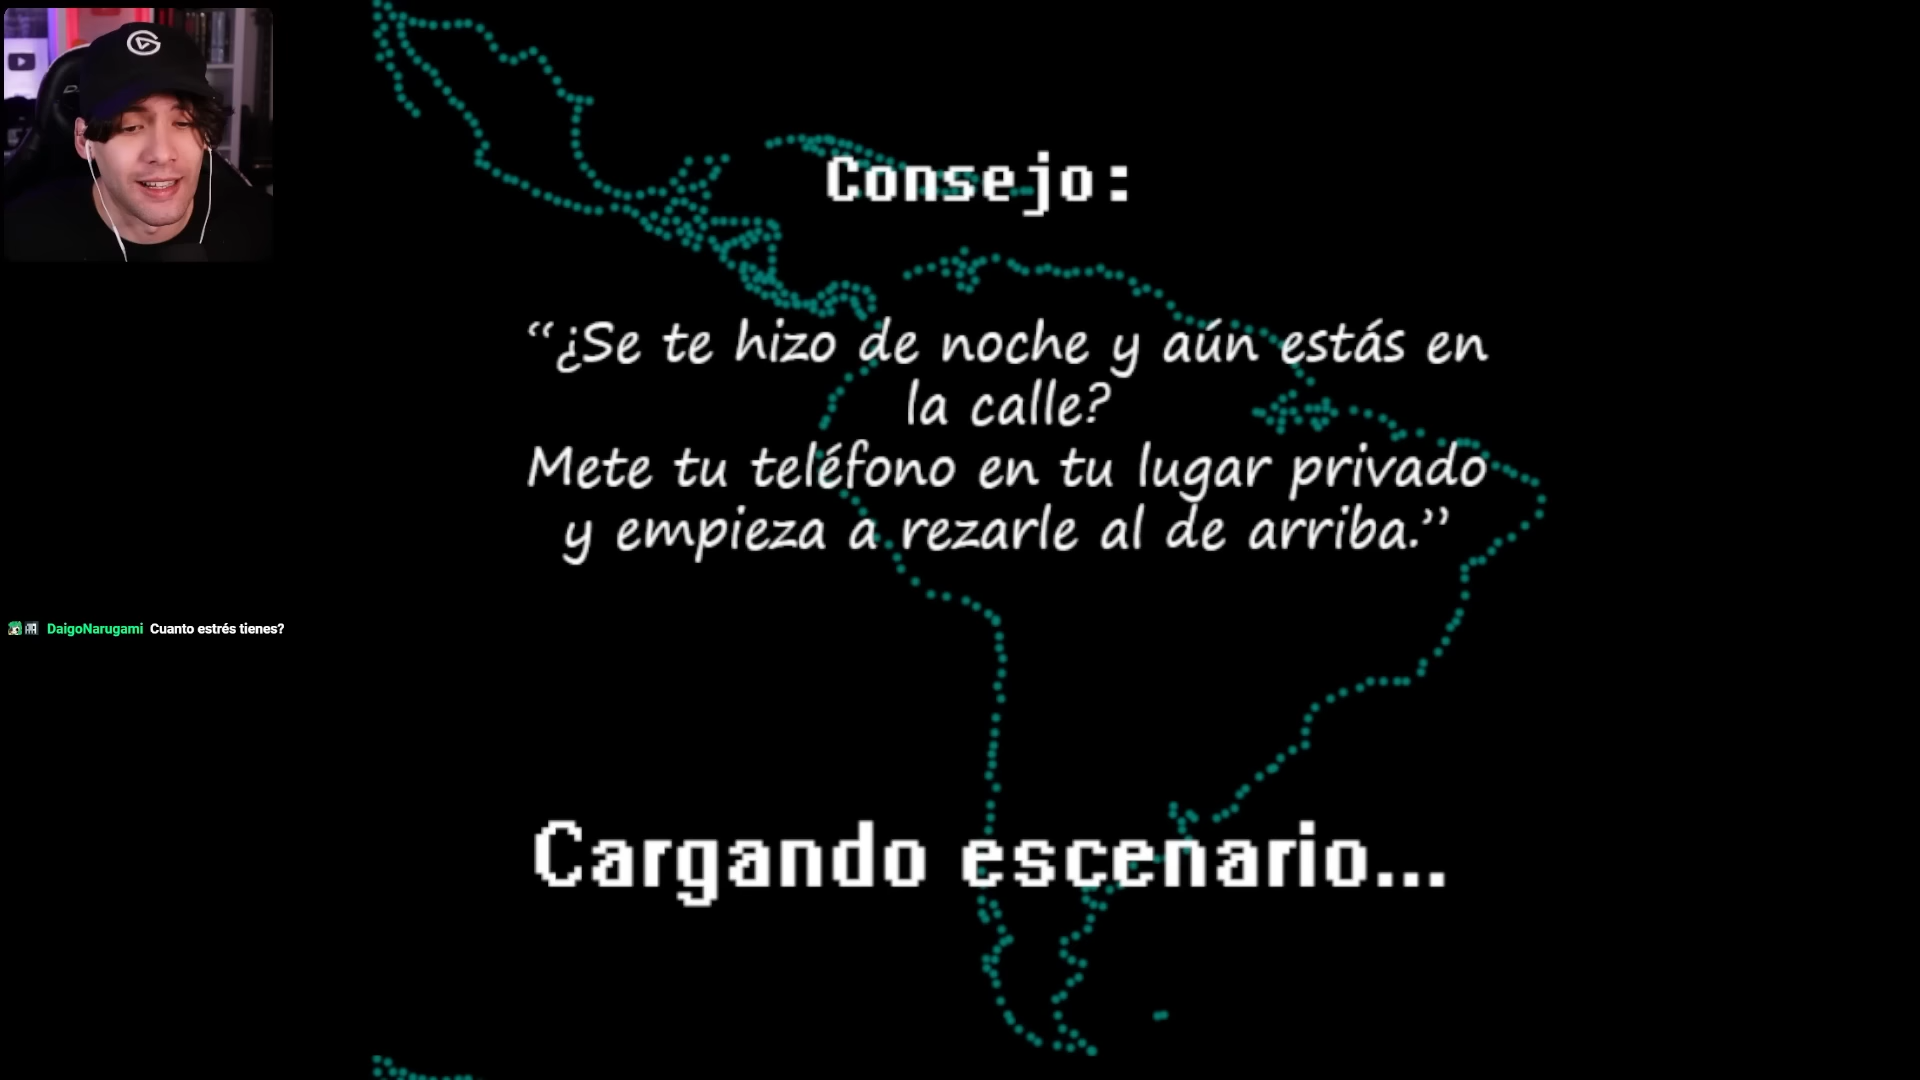 Consejo:
“¿Se te hizo de noche y aún estás en
la calle?
Mete tu teléfono en tu lugar privado
y empieza a rezarle al de arriba.”
DaigoNarugami Cuanto estrés tienes?
Cargando escenario...